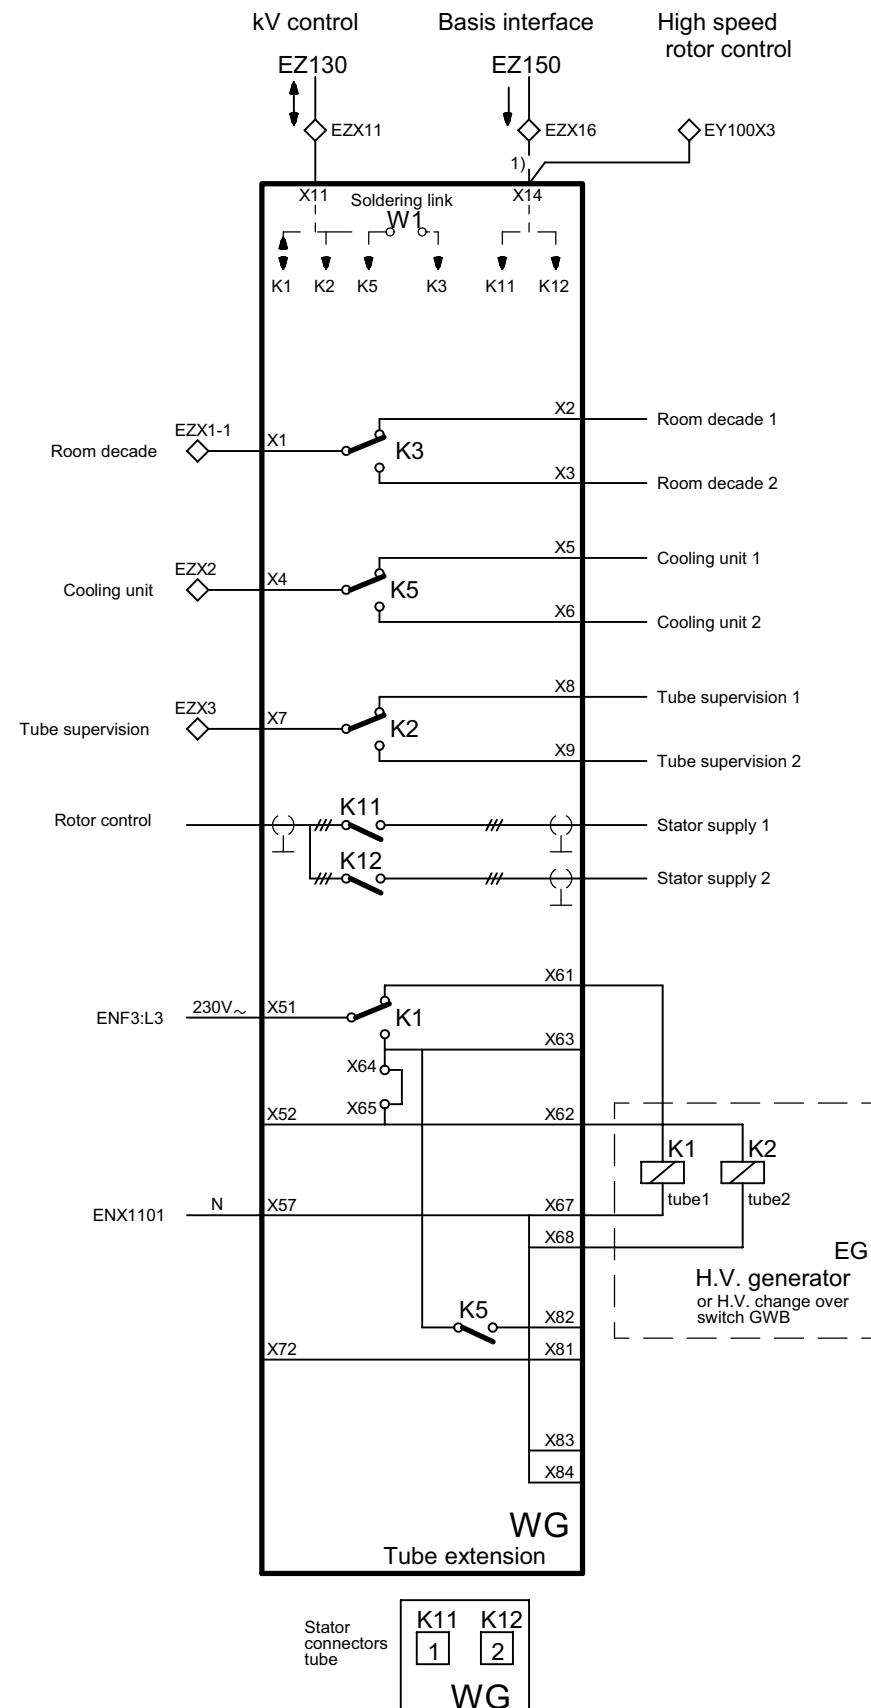 kV control
Basis interface
High speed
rotor control
EZ130
EZ150
EZX11
EZX16
EY100X3
1)
X11
Soldering link
X14
W1
K1
K2
K5
K3
K11
K12
X2
Room decade 1
EZX1-1
X1
Room decade
K3
X3
Room decade 2
X5
Cooling unit 1
EZX2
X4
Cooling unit
K5
X6
Cooling unit 2
X8
Tube supervision 1
EZX3
X7
Tube supervision
K2
X9
Tube supervision 2
K11
Rotor control
Stator supply 1
K12
Stator supply 2
X61
230V~
X51
ENF3:L3
K1
X63
X64
X65
X52
X62
K1
K2
tube1
tube2
N
X57
X67
ENX1101
X68
EG
H.V. generator
or H.V. change over
switch GWB
K5
X82
X72
X81
X83
X84
WG
Tube extension
Stator
connectors
tube
K11
K12
1
2
WG